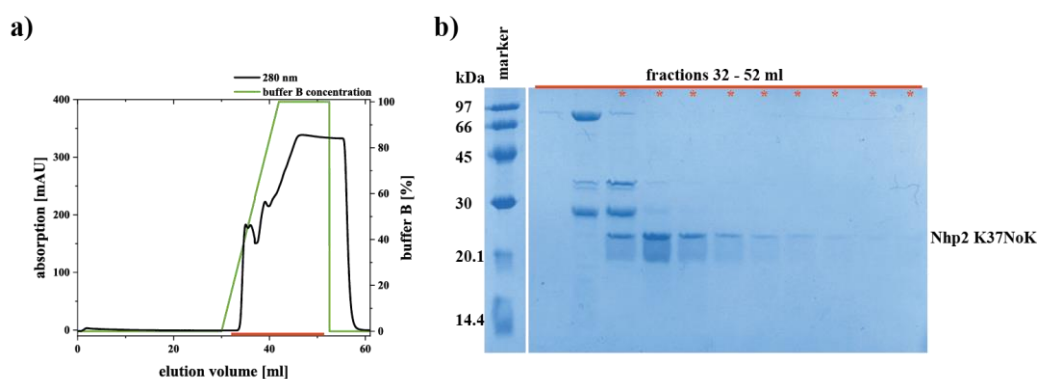 a)
280 nm
buffer B concentration
400
300
200
100
0
absorption [mAU]
100
80
60
40
20
0
buffer B [%]
0 20 40 60
elution volume [ml]
b)
marker
kDa
fractions 32 - 52 ml
* * * * * * * * *
97
66
45
30
20.1
14.4
Nhp2 K37NoK